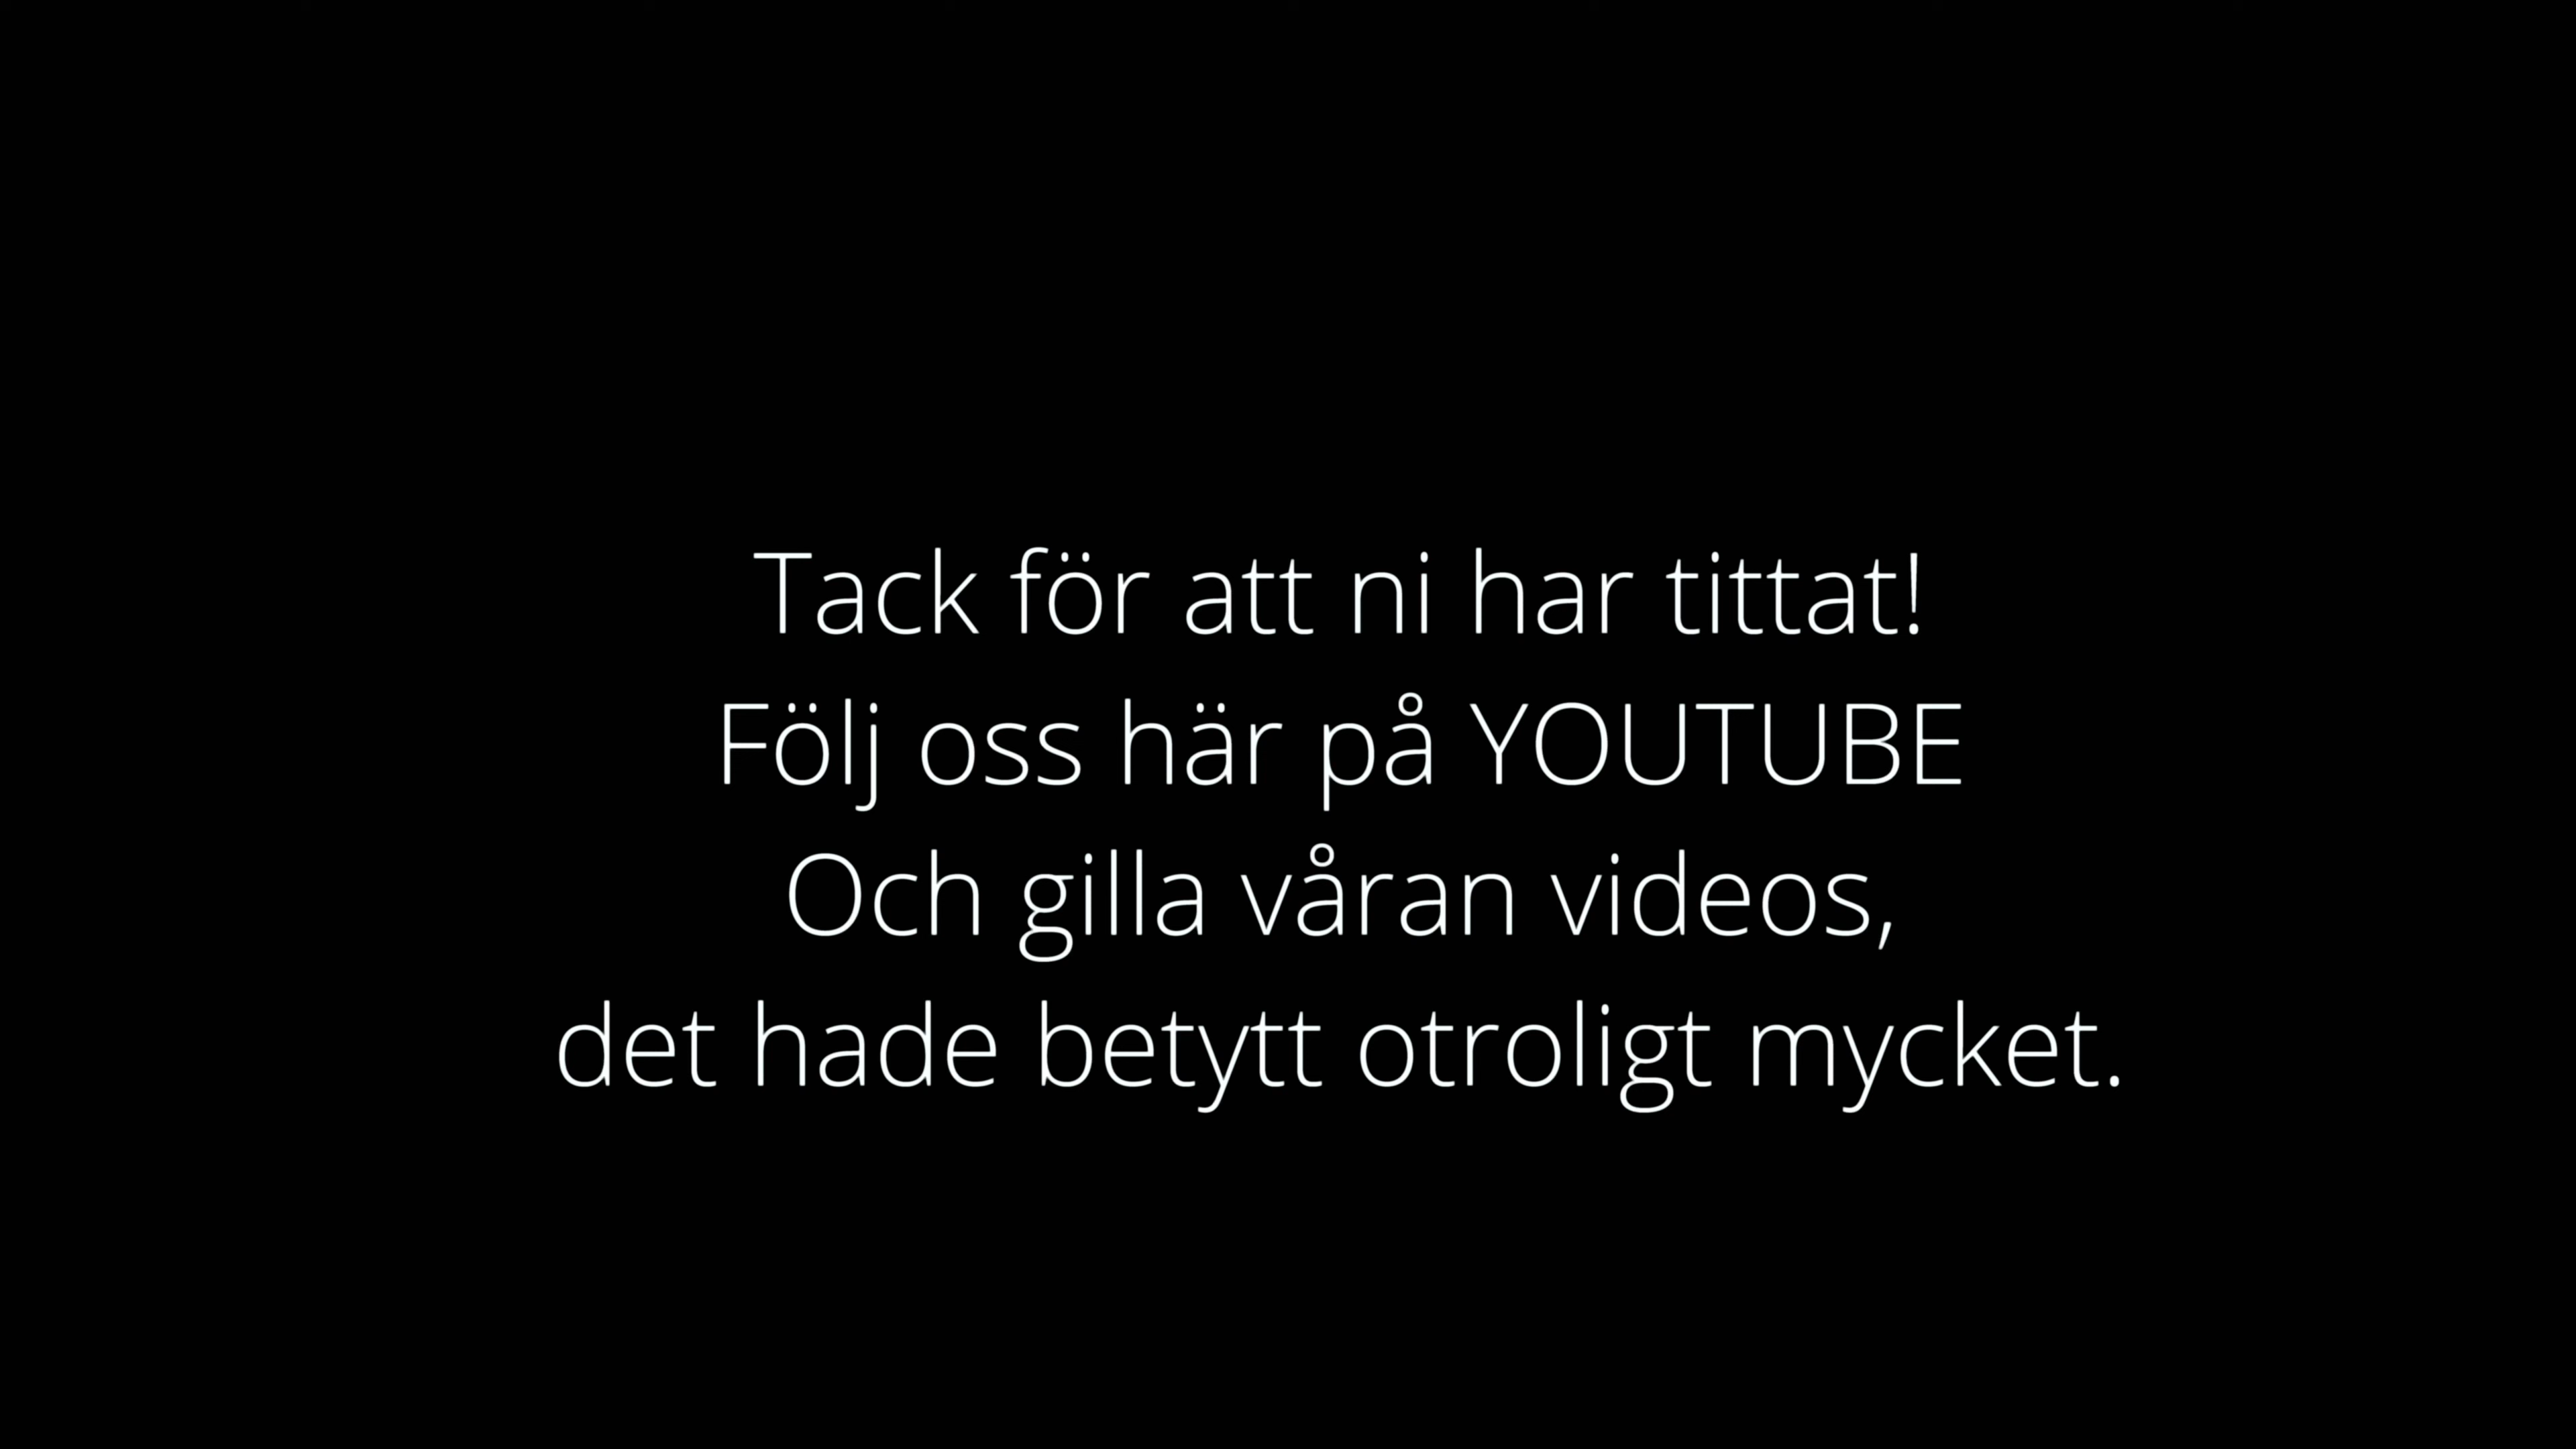 Tack för att ni har tittat!
Följ oss här på YOUTUBE
Och gilla våran videos,
det hade betytt otroligt mycket.